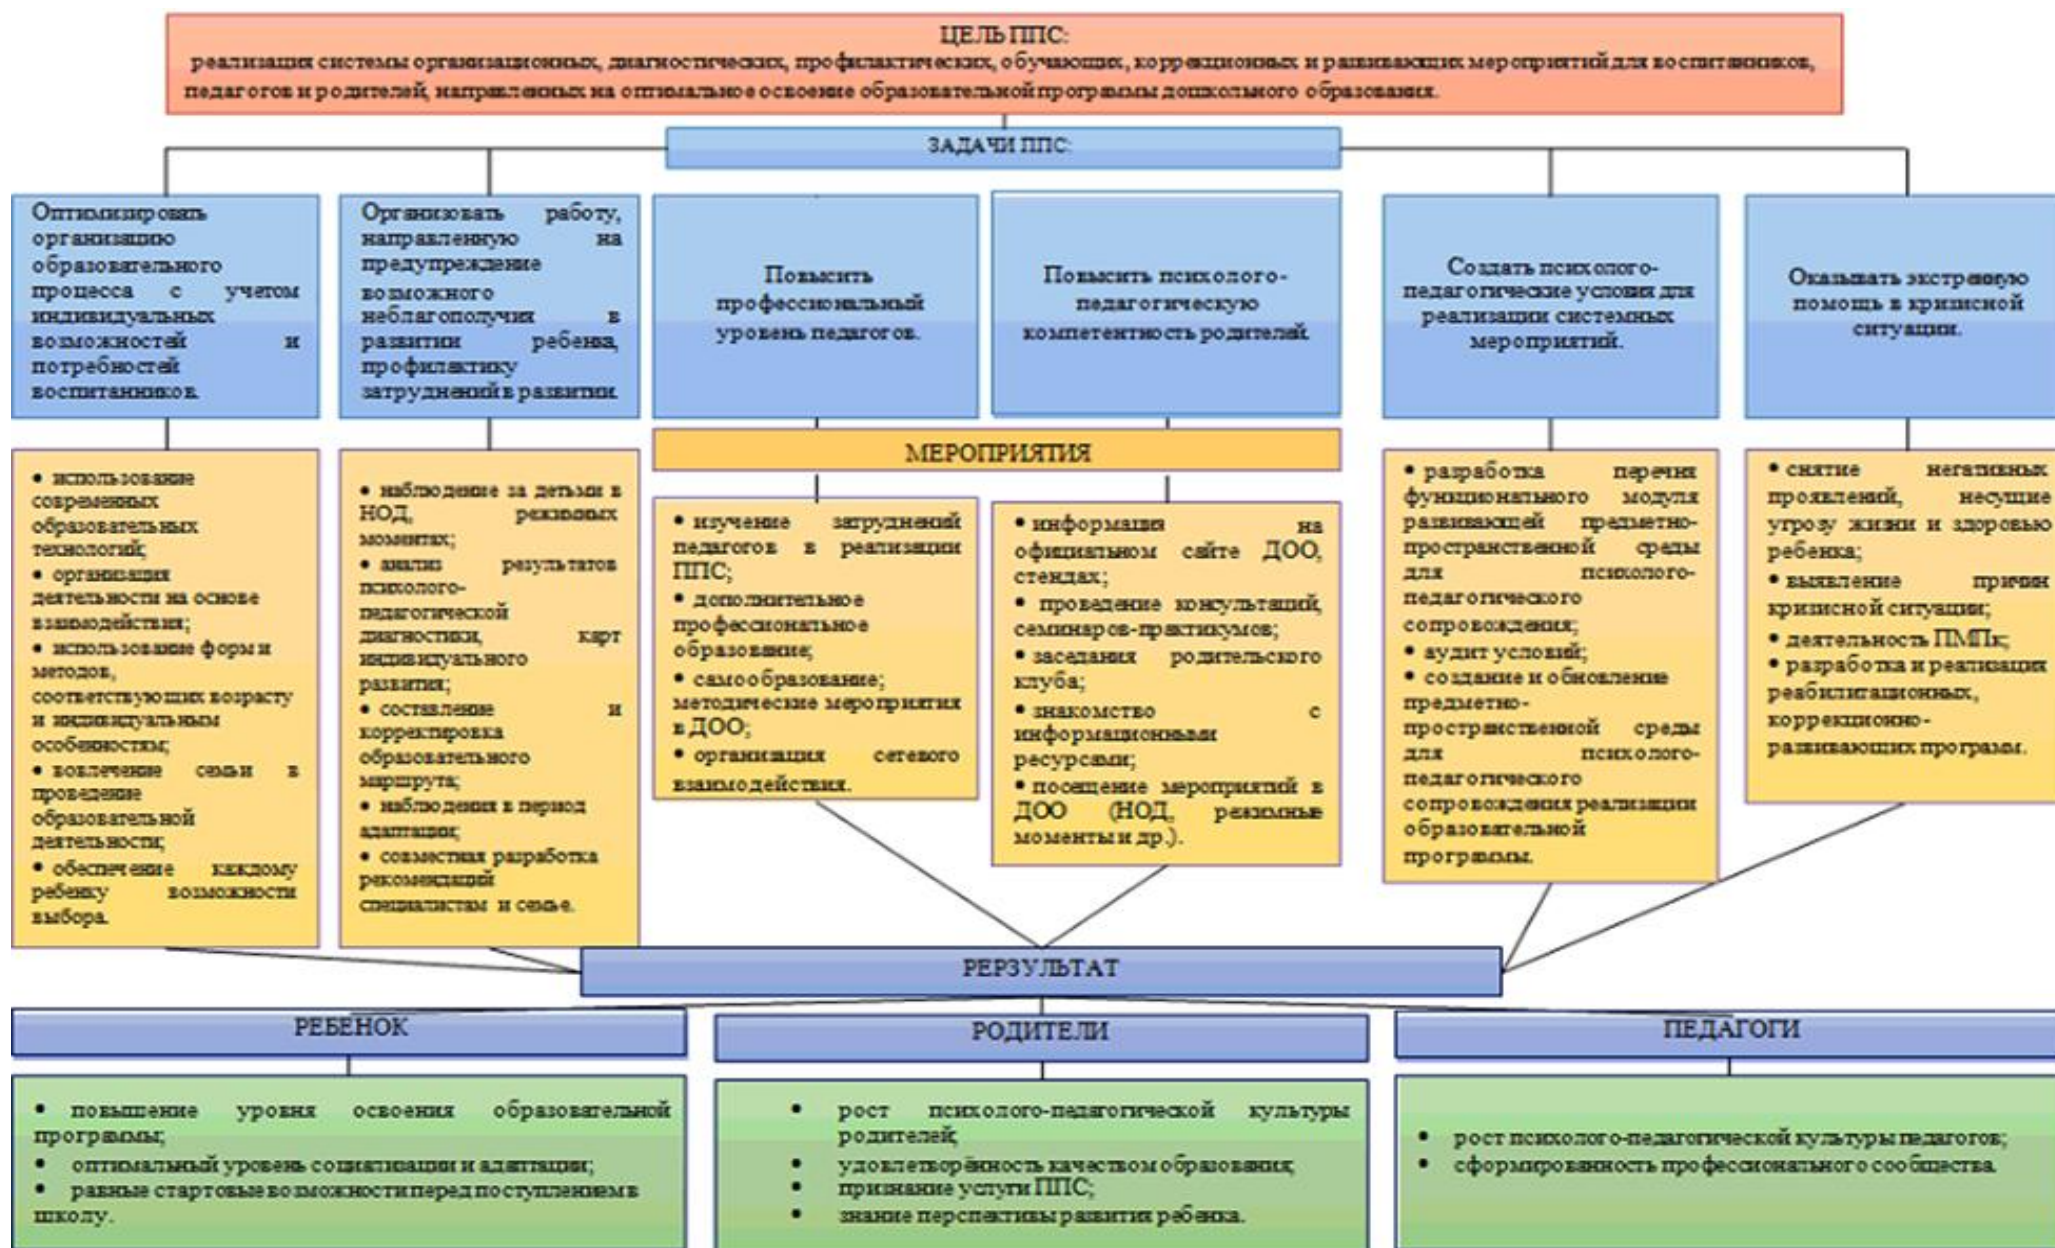 ЦЕЛЬ ППС:
реализация системы организационных, диагностических, профилактических, обучающих, коррекционных и развивающих мероприятий для воспитанников,
педагогов и родителей, направленных на оптимальное освоение образовательной программы дошкольного образования.
ЗАДАЧИ ППС:
Оптимизировать
организацию
образовательного
процесса с учетом
индивидуальных
возможностей и
потребностей
воспитанников.
Организовать работу,
направленную на
предупреждение
возможного
неблагополучия в
развитии ребенка,
профилактику
затруднений в развитии.
Повысить
профессиональный
уровень педагогов.
Повысить психолого-
педагогическую
компетентность родителей.
Создать психолого-
педагогические условия для
реализации системных
мероприятий.
Оказывать экстренную
помощь в кризисной
ситуации.
МЕРОПРИЯТИЯ
• использование
современных
образовательных
технологий;
• организация
деятельности на основе
взаимодействия;
• использование форм и
методов,
соответствующих возрасту
и индивидуальным
особенностям;
• вовлечение семьи в
проведение
образовательной
деятельности;
• обеспечение каждому
ребенку возможности
выбора.
• наблюдение за детьми в
НОД, режимных
моментах;
• анализ результатов
психолого-
педагогической
диагностики, карт
индивидуального
развития;
• составление и
корректировка
образовательного
маршрута;
• наблюдения в период
адаптации;
• совместная разработка
рекомендаций
специалистам и семье.
• изучение затруднений
педагогов в реализации
ППС;
• дополнительное
профессиональное
образование;
• самообразование;
методические мероприятия
в ДОО;
• организация сетевого
взаимодействия.
• информация на
официальном сайте ДОО,
стендах;
• проведение консультаций,
семинаров-практикумов;
• заседания родительского
клуба;
• знакомство с
информационными
ресурсами;
• посещение мероприятий в
ДОО (НОД, режимные
моменты и др.).
• разработка перечня
функционального модуля
развивающей предметно-
пространственной среды
для психолого-
педагогического
сопровождения;
• аудит условий;
• создание и обновление
предметно-
пространственной среды
для психолого-
педагогического
сопровождения реализации
образовательной
программы.
• снятие негативных
проявлений, несущие
угрозу жизни и здоровью
ребенка;
• выявление причин
кризисной ситуации;
• деятельность ПМПк;
• разработка и реализация
реабилитационных,
коррекционно-
развивающих программ.
РЕРЗУЛЬТАТ
РЕБЕНОК
• повышение уровня освоения образовательной
программы;
• оптимальный уровень социализации и адаптации;
• равные стартовые возможности перед поступлением в
школу.
РОДИТЕЛИ
• рост психолого-педагогической культуры
родителей;
• удовлетворённость качеством образования;
• признание услуги ППС;
• знание перспективы развития ребенка.
ПЕДАГОГИ
• рост психолого-педагогической культуры педагогов;
• сформированность профессионального сообщества.